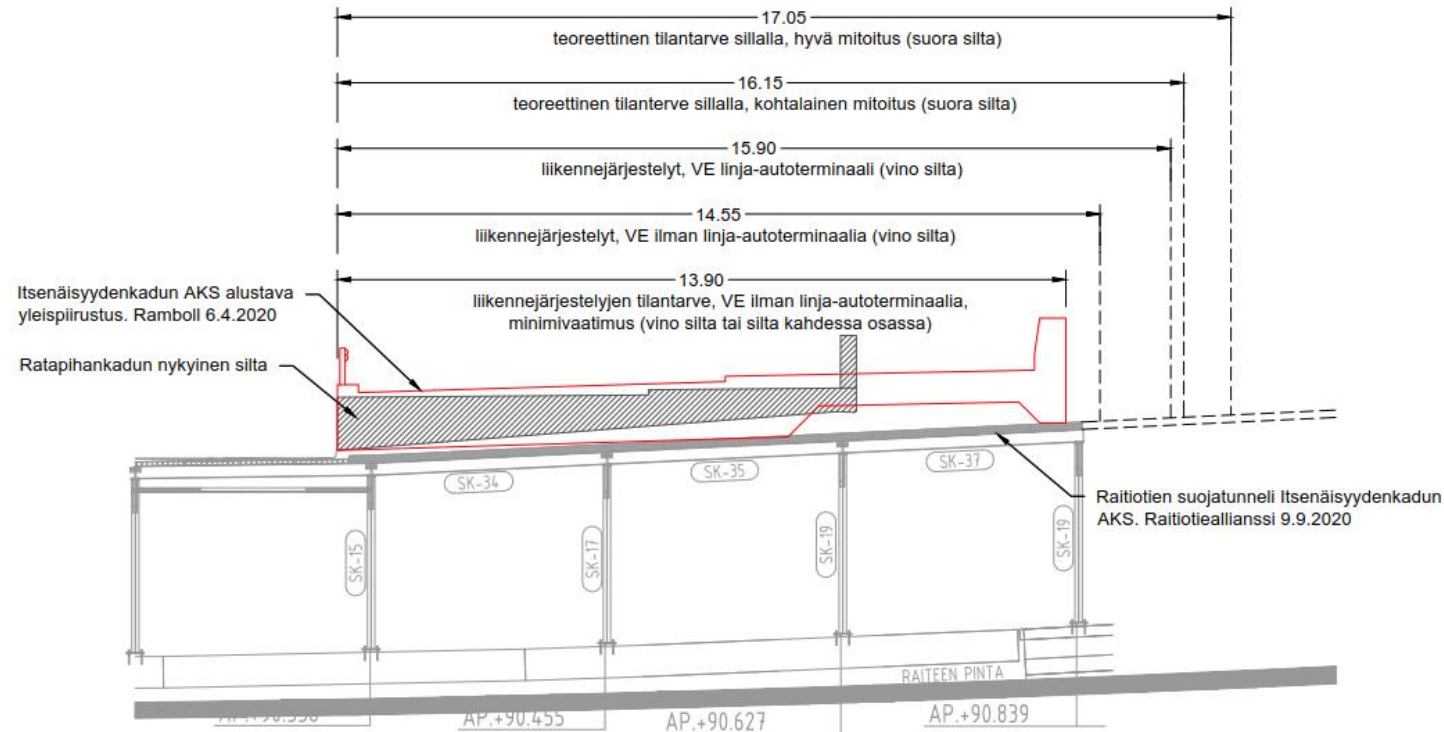 17.05
teoreettinen tilantarve sillalla, hyvä mitoitus (suora silta)
16.15
teoreettinen tilanterve sillalla, kohtalainen mitoitus (suora silta)
15.90
liikennejärjestelyt, VE linja-autoterminaali (vino silta)
14.55
liikennejärjestelyt, VE ilman linja-autoterminaalia (vino silta)
13.90
liikennejärjestelyjen tilantarve, VE ilman linja-autoterminaalia,
minimivaatimus (vino silta tai silta kahdessa osassa)
Itsenäisyydenkadun AKS alustava
yleispiirustus. Ramboll 6.4.2020
Ratapihankadun nykyinen silta
SK-34
SK-35
SK-37
Raitiotien suojatunneli Itsenäisyydenkadun
AKS. Raitiotieallianssi 9.9.2020
SK-15
SK-17
SK-19
SK-19
RAITEEN PINTA
AP.+90.455
AP.+90.627
AP.+90.839